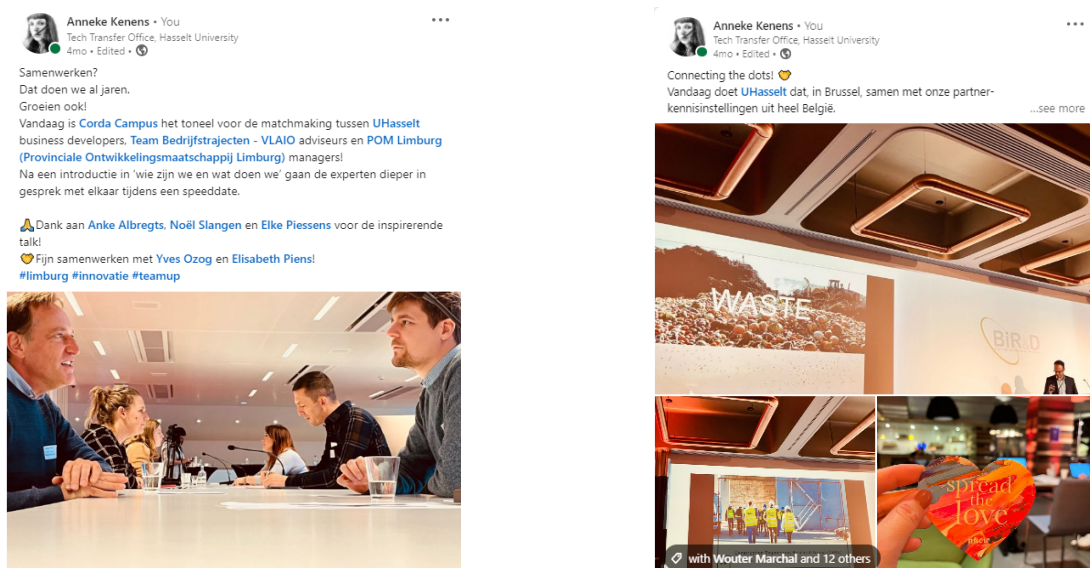 Anneke Kenens • You
Tech Transfer Office, Hasselt University
4mo • Edited •
Samenwerken?
Dat doen we al jaren.
Groeien ook!
Vandaag is Corda Campus het toneel voor de matchmaking tussen UHasselt
business developers, Team Bedrijfstrajecten - VLAIO adviseurs en POM Limburg
(Provinciale Ontwikkelingsmaatschappij Limburg) managers!
Na een introductie in 'wie zijn we en wat doen we' gaan de experten dieper in
gesprek met elkaar tijdens een speeddate.
🙏Dank aan Anke Albregts, Noël Slangen en Elke Piessens voor de inspirerende
talk!
🤝Fijn samenwerken met Yves Ozog en Elisabeth Piens!
#limburg #innovatie #teamup
Anneke Kenens • You
Tech Transfer Office, Hasselt University
4mo • Edited •
Connecting the dots! 🤝
Vandaag doet UHasselt dat, in Brussel, samen met onze partner-
kennisinstellingen uit heel België.
...see more
WASTE
BiR&D
spread
the
love
with Wouter Marchal and 12 others